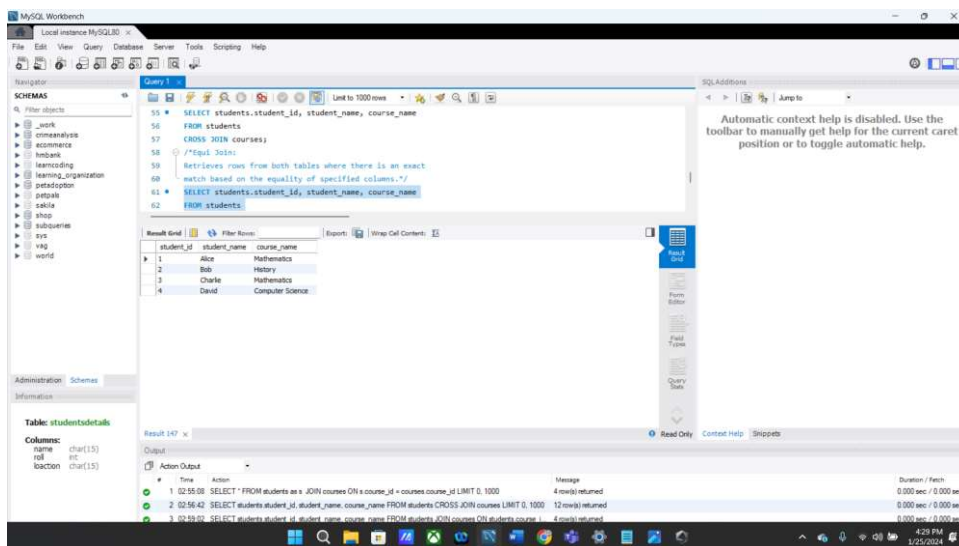 MySQL Workbench
Local instance MySQL80 ×
File Edit View Query Database Server Tools Scripting Help
Navigator
SCHEMAS
Filter objects
_work
crimeanalysis
ecommerce
hmbank
learncoding
learning_organization
petadoption
petpals
sakila
shop
subqueries
sys
vag
world
Administration Schemas
Information
Table: studentsdetails
Columns:
name char(15)
roll int
loaction char(15)
Query 1 ×
Limit to 1000 rows
55 SELECT students.student_id, student_name, course_name
56 FROM students
57 CROSS JOIN courses;
58 /*Equi Join:
59 Retrieves rows from both tables where there is an exact
60 match based on the equality of specified columns.*/
61 SELECT students.student_id, student_name, course_name
62 FROM students
Result Grid Filter Rows: Export: Wrap Cell Content:
student_id student_name course_name
1 Alice Mathematics
2 Bob History
3 Charlie Mathematics
4 David Computer Science
Result Grid
Form Editor
Field Types
Query Stats
Result 147 ×
Read Only
SQLAdditions
Jump to
Automatic context help is disabled. Use the
toolbar to manually get help for the current caret
position or to toggle automatic help.
Context Help Snippets
Output
Action Output
# Time Action Message Duration / Fetch
1 02:55:08 SELECT * FROM students as s JOIN courses ON s.course_id = courses.course_id LIMIT 0, 1000 4 row(s) returned 0.000 sec / 0.000 se
2 02:56:42 SELECT students.student_id, student_name, course_name FROM students CROSS JOIN courses LIMIT 0, 1000 12 row(s) returned 0.000 sec / 0.000 se
3 02:59:02 SELECT students.student_id, student_name, course_name FROM students JOIN courses ON students.course_i... 4 row(s) returned 0.000 sec / 0.000 se
4:29 PM
1/25/2024